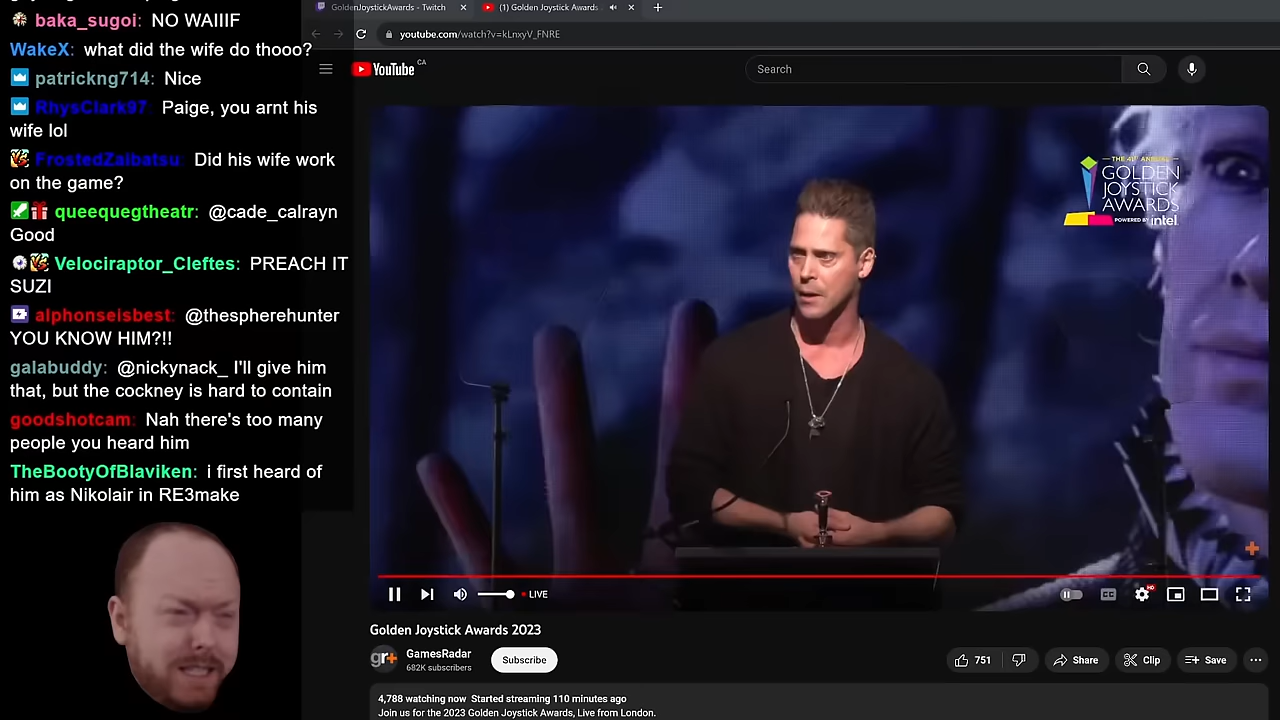 baka_sugoi: NO WAIIIF
WakeX: what did the wife do thooo?
patrickng714: Nice
RhysClark97: Paige, you arnt his
wife lol
FrostedZaibatsu: Did his wife work
on the game?
queequegtheatr: @cade_calrayn
Good
Velociraptor_Cleftes: PREACH IT
SUZI
alphonseisbest: @thespherehunter
YOU KNOW HIM?!!
galabuddy: @nickynack_ I'll give him
that, but the cockney is hard to contain
goodshotcam: Nah there's too many
people you heard him
TheBootyOfBlaviken: i first heard of
him as Nikolair in RE3make
GoldenJoystickAwards - Twitch
(1) Golden Joystick Awards
youtube.com/watch?v=kLnxyV_FNRE
YouTube CA
Search
THE 41ST ANNUAL
GOLDEN
JOYSTICK
AWARDS
POWERED BY intel.
LIVE
CC
HD
Golden Joystick Awards 2023
gr+
GamesRadar
682K subscribers
Subscribe
751
Share
Clip
Save
4,788 watching now Started streaming 110 minutes ago
Join us for the 2023 Golden Joystick Awards, Live from London.